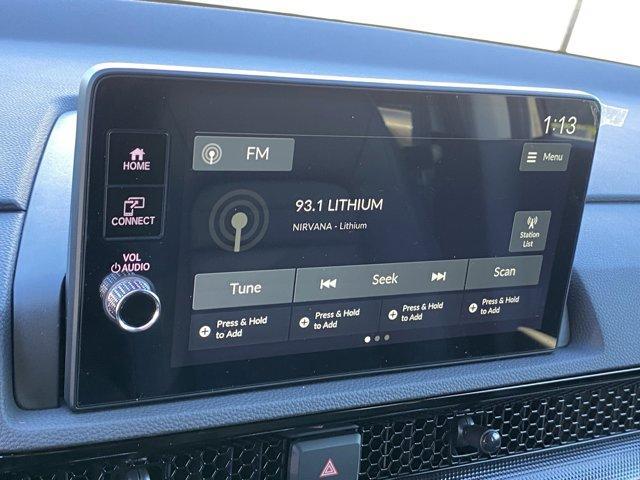 1:13
HOME
FM
Menu
CONNECT
93.1 LITHIUM
NIRVANA - Lithium
Station
List
VOL
AUDIO
Tune
Seek
Scan
Press & Hold
to Add
Press & Hold
to Add
Press & Hold
to Add
Press & Hold
to Add